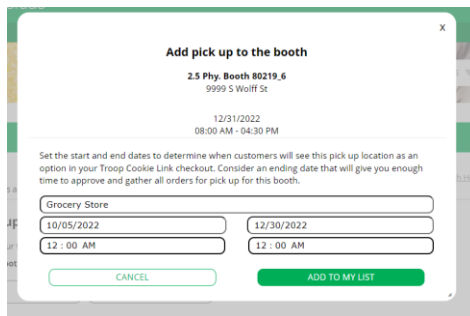 x
Add pick up to the booth
2.5 Phy. Booth 80219_6
9999 S Wolff St
12/31/2022
08:00 AM - 04:30 PM
Set the start and end dates to determine when customers will see this pick up location as an
option in your Troop Cookie Link checkout. Consider an ending date that will give you enough
time to approve and gather all orders for pick up for this booth.
Grocery Store
10/05/2022 12/30/2022
12 : 00 AM 12 : 00 AM
CANCEL ADD TO MY LIST